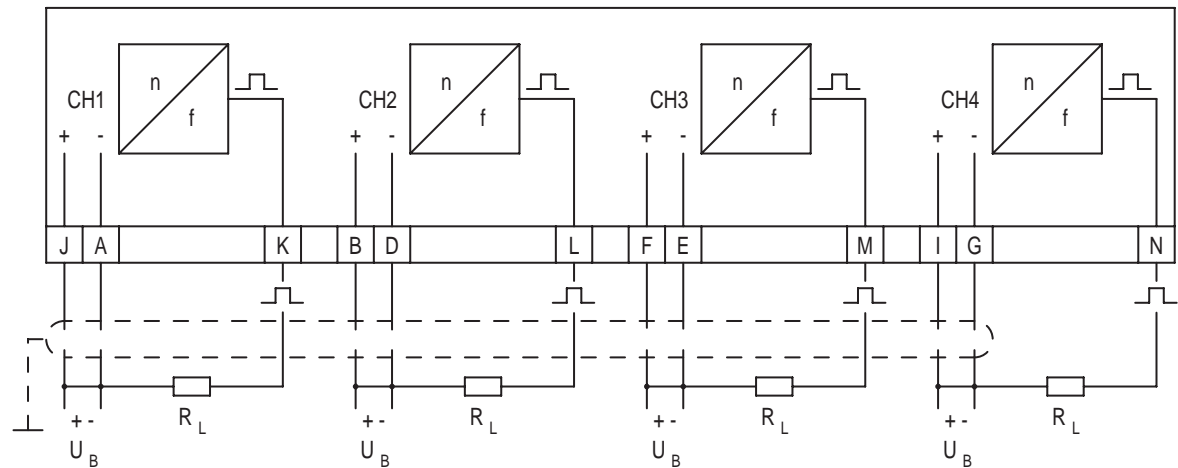 n n n n
CH1 CH2 CH3 CH4
f f f f
+ - + - + - + -
J A K B D L F E M I G N
+ - R L + - R L + - R L + - R L
U B U B U B U B